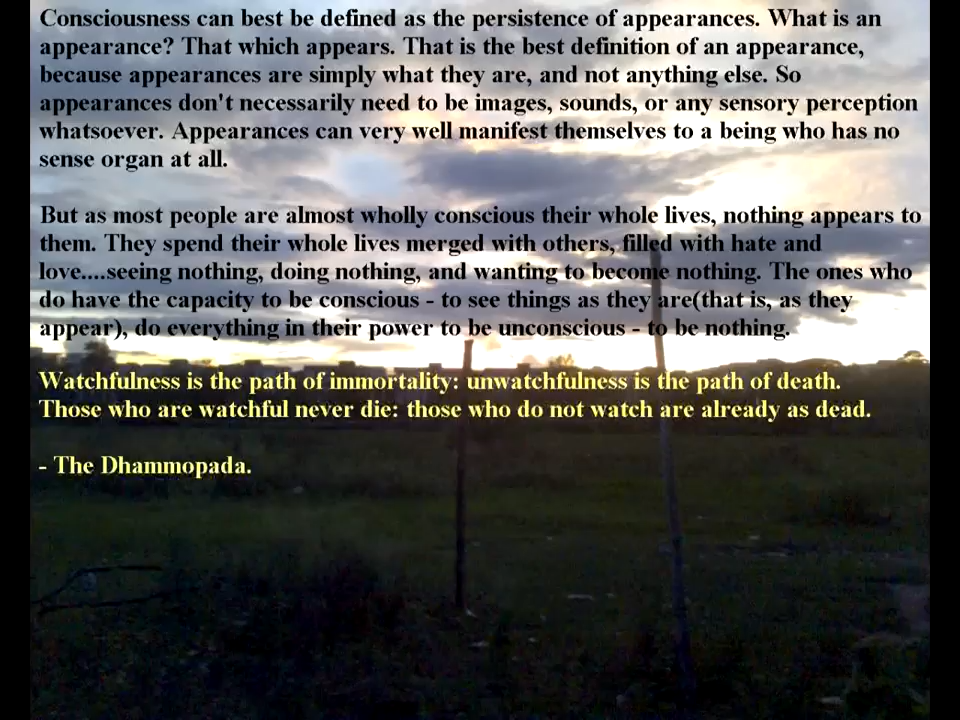 Consciousness can best be defined as the persistence of appearances. What is an
appearance? That which appears. That is the best definition of an appearance,
because appearances are simply what they are, and not anything else. So
appearances don't necessarily need to be images, sounds, or any sensory perception
whatsoever. Appearances can very well manifest themselves to a being who has no
sense organ at all.
But as most people are almost wholly conscious their whole lives, nothing appears to
them. They spend their whole lives merged with others, filled with hate and
love....seeing nothing, doing nothing, and wanting to become nothing. The ones who
do have the capacity to be conscious - to see things as they are(that is, as they
appear), do everything in their power to be unconscious - to be nothing.
Watchfulness is the path of immortality: unwatchfulness is the path of death.
Those who are watchful never die: those who do not watch are already as dead.
- The Dhammopada.